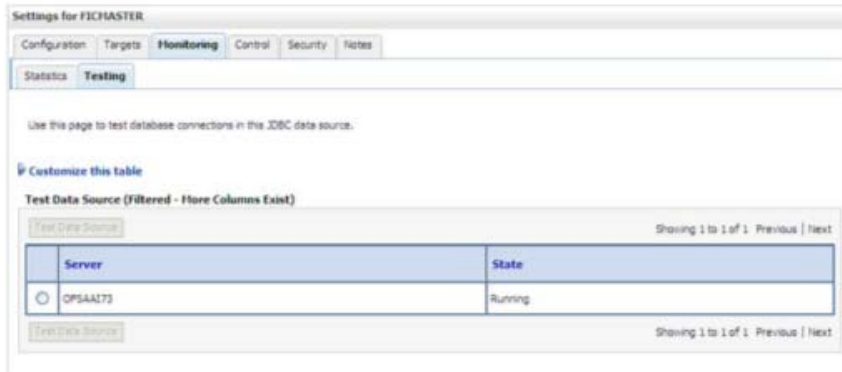 Settings for FICMASTER
Configuration Targets Monitoring Control Security Notes
Statistics Testing
Use this page to test database connections in this JDBC data source.
Customize this table
Test Data Source (Filtered - More Columns Exist)
Test Data Source Showing 1 to 1 of 1 Previous | Next
Server State
OFSAAI73 Running
Test Data Source Showing 1 to 1 of 1 Previous | Next